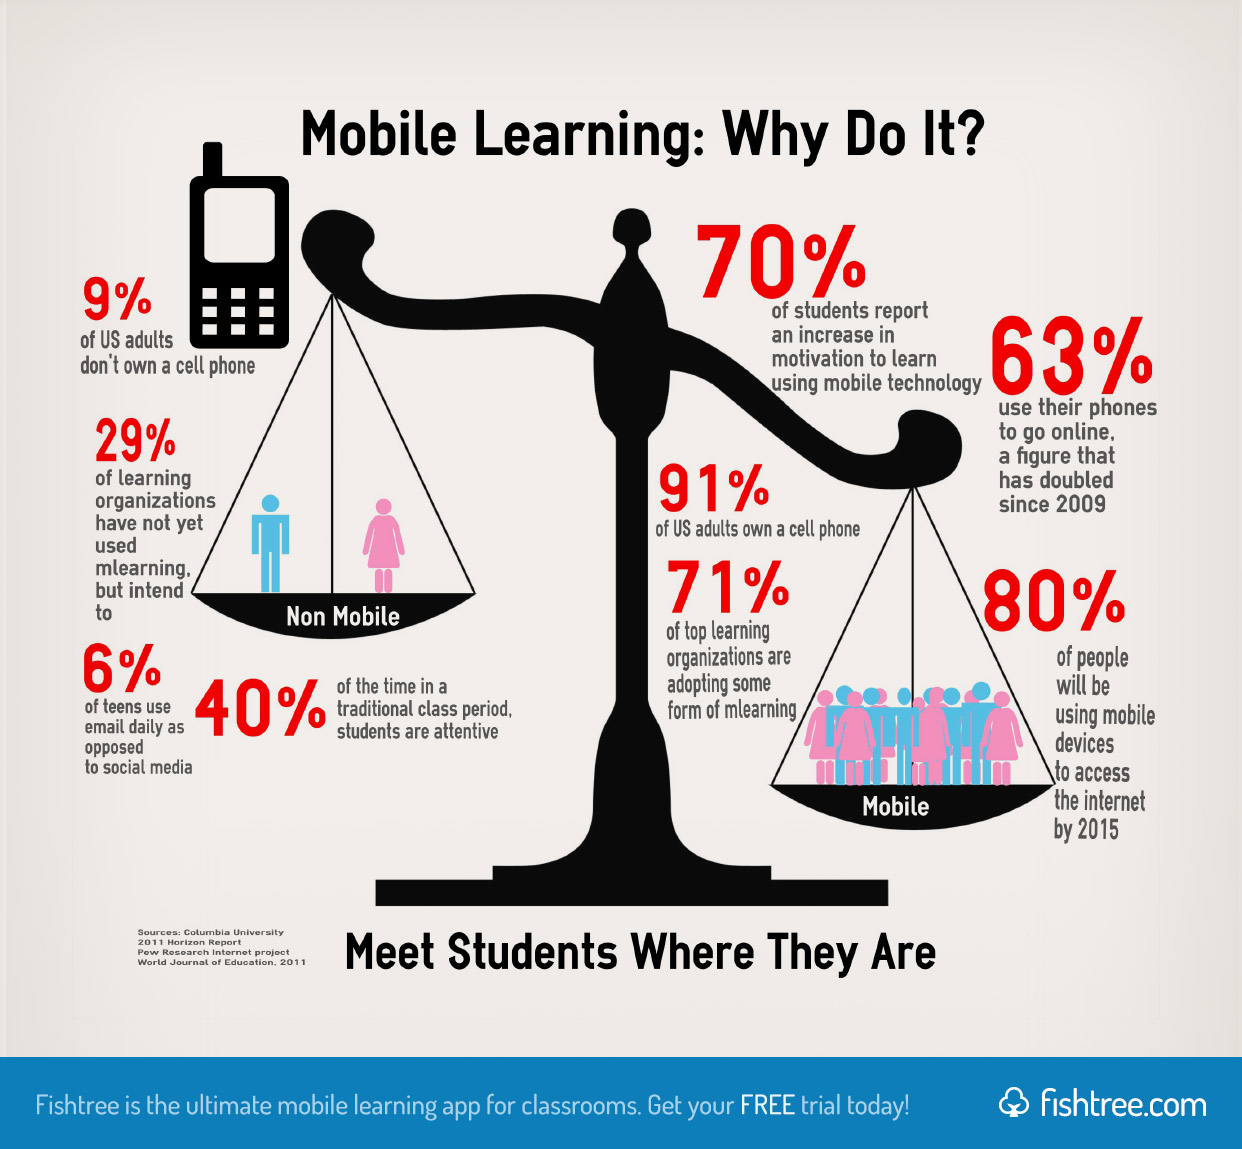 Mobile Learning: Why Do It?
9%
of US adults
don't own a cell phone
29%
of learning
organizations
have not yet
used
mlearning,
but intend
to
6%
of teens use
email daily as
opposed
to social media
40%
of the time in a
traditional class period,
students are attentive
Non Mobile
70%
of students report
an increase in
motivation to learn
using mobile technology
63%
use their phones
to go online,
a figure that
has doubled
since 2009
91%
of US adults own a cell phone
71%
of top learning
organizations are
adopting some
form of mlearning
80%
of people
will be
using mobile
devices
to access
the internet
by 2015
Mobile
Sources: Columbia University
2011 Horizon Report
Pew Research Internet project
World Journal of Education, 2011
Meet Students Where They Are
Fishtree is the ultimate mobile learning app for classrooms. Get your FREE trial today!
fishtree.com